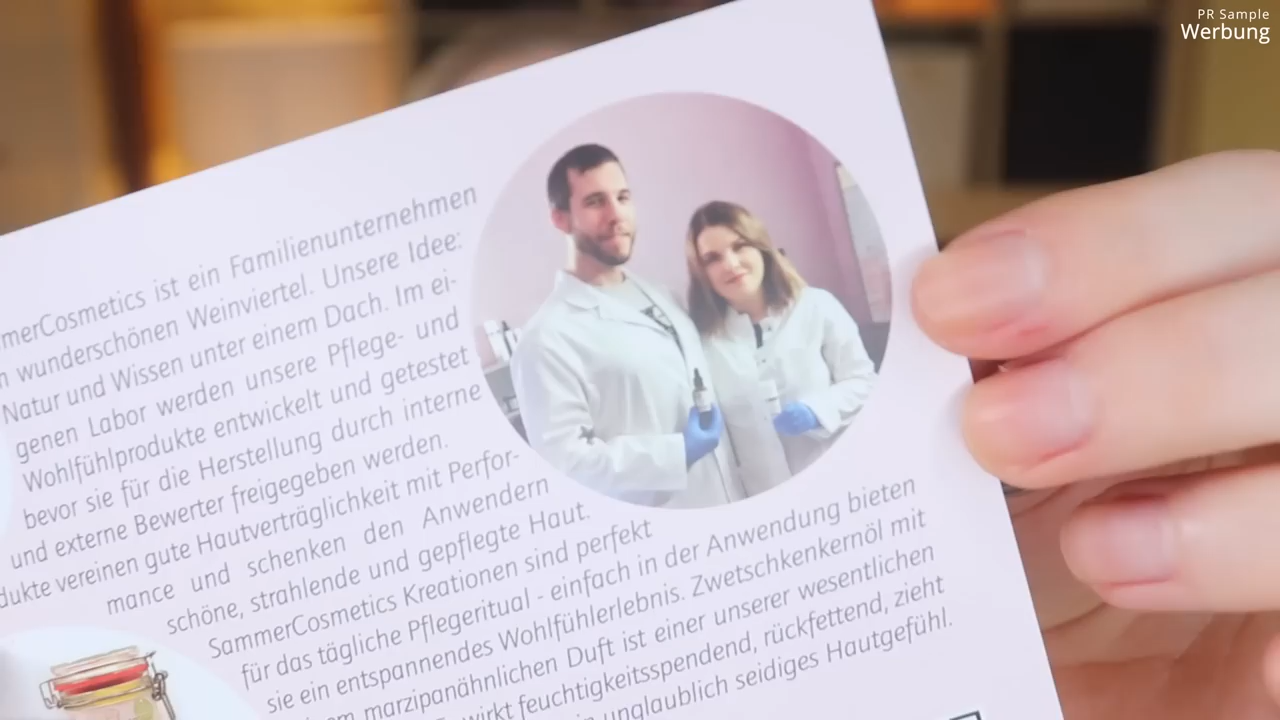 PR Sample
Werbung
merCosmetics ist ein Familienunternehmen
wunderschönen Weinviertel. Unsere Idee:
Natur und Wissen unter einem Dach. Im ei-
genen Labor werden unsere Pflege- und
Wohlfühlprodukte entwickelt und getestet
bevor sie für die Herstellung durch interne
und externe Bewerter freigegeben werden.
dukte vereinen gute Hautverträglichkeit mit Perfor-
mance und schenken den Anwendern
schöne, strahlende und gepflegte Haut.
SammerCosmetics Kreationen sind perfekt
für das tägliche Pflegeritual - einfach in der Anwendung bieten
sie ein entspannendes Wohlfühlerlebnis. Zwetschkenkernöl mit
marzipanähnlichen Duft ist einer unserer wesentlichen
wirkt feuchtigkeitsspendend, rückfettend, zieht
unglaublich seidiges Hautgefühl.